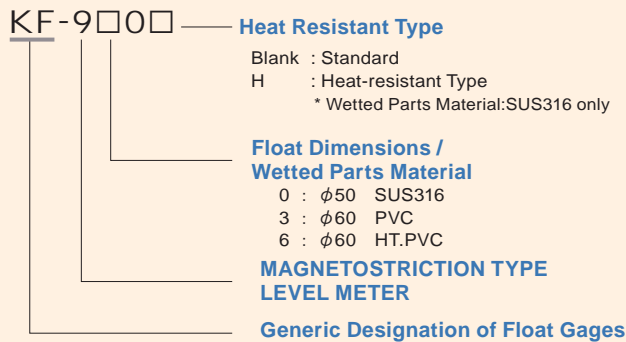 KF-9□0□
Heat Resistant Type
Blank : Standard
H : Heat-resistant Type
* Wetted Parts Material:SUS316 only
Float Dimensions /
Wetted Parts Material
0 : φ50 SUS316
3 : φ60 PVC
6 : φ60 HT.PVC
MAGNETOSTRICTION TYPE
LEVEL METER
Generic Designation of Float Gages